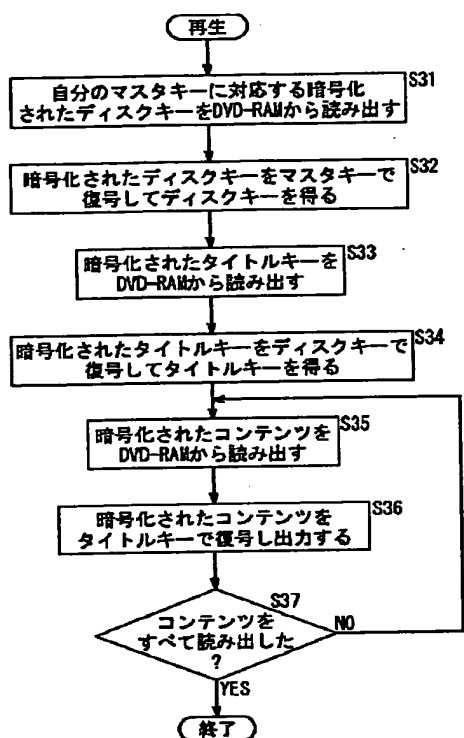 再生
S31
自分のマスタキーに対応する暗号化
されたディスクキーをDVD-RAMから読み出す
S32
暗号化されたディスクキーをマスタキーで
復号してディスクキーを得る
S33
暗号化されたタイトルキーを
DVD-RAMから読み出す
S34
暗号化されたタイトルキーをディスクキーで
復号してタイトルキーを得る
S35
暗号化されたコンテンツを
DVD-RAMから読み出す
S36
暗号化されたコンテンツを
タイトルキーで復号し出力する
S37
コンテンツを
すべて読み出した
?
NO
YES
終了